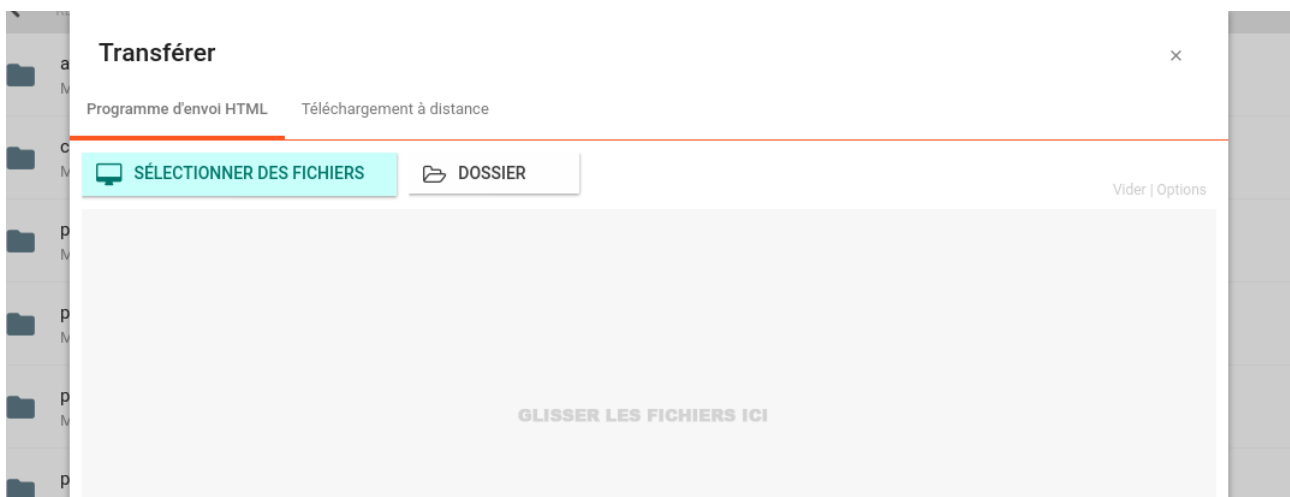 Transférer
×
Programme d'envoi HTML Téléchargement à distance
SÉLECTIONNER DES FICHIERS DOSSIER
Vider | Options
GLISSER LES FICHIERS ICI